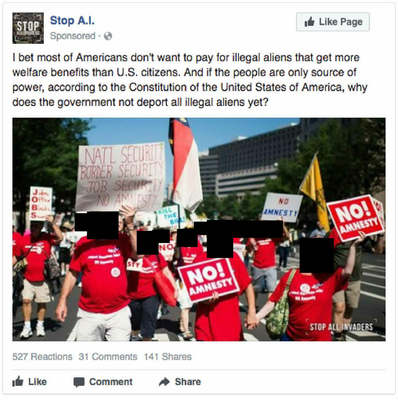 STOP
Stop A.I.
Sponsored ·
Like Page
I bet most of Americans don't want to pay for illegal aliens that get more
welfare benefits than U.S. citizens. And if the people are only source of
power, according to the Constitution of the United States of America, why
does the government not deport all illegal aliens yet?
NAT'L SECURITY
BORDER SECURITY
JOB SECURITY
NO AMNESTY
KILL
THE
BILL
NO
AMNESTY
NO!
AMNESTY
NO
NO!
AMNESTY
STOP ALL INVADERS
527 Reactions 31 Comments 141 Shares
Like Comment Share